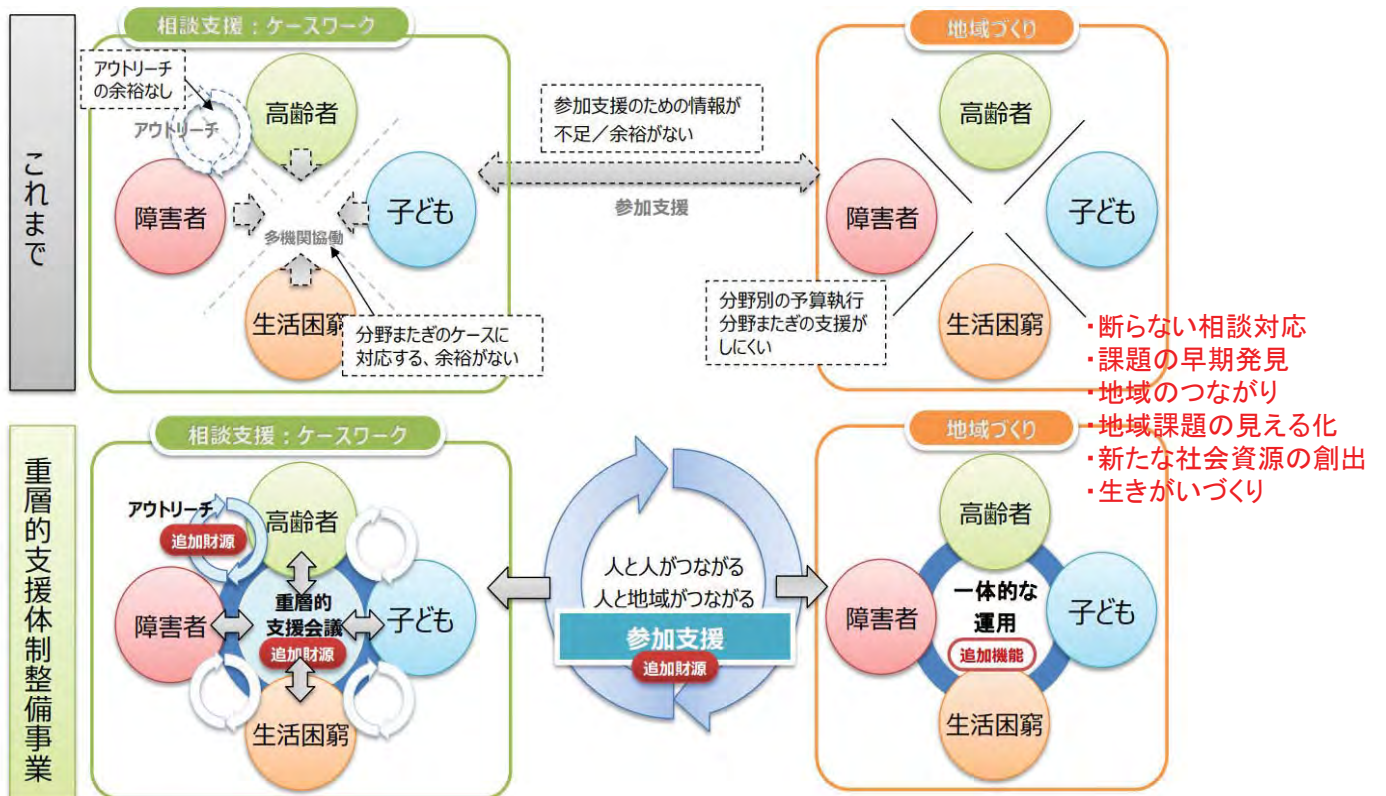 これまで
相談支援：ケースワーク
アウトリーチ
の余裕なし
アウトリーチ
高齢者
障害者
子ども
多機関協働
生活困窮
分野またぎのケースに
対応する、余裕がない
参加支援のための情報が
不足／余裕がない
参加支援
地域づくり
高齢者
障害者
子ども
生活困窮
分野別の予算執行
分野またぎの支援が
しにくい
・断らない相談対応
・課題の早期発見
・地域のつながり
・地域課題の見える化
・新たな社会資源の創出
・生きがいづくり
重層的支援体制整備事業
相談支援：ケースワーク
アウトリーチ
追加財源
高齢者
障害者
重層的
支援会議
追加財源
子ども
生活困窮
人と人がつながる
人と地域がつながる
参加支援
追加財源
地域づくり
高齢者
障害者
一体的な
運用
追加機能
子ども
生活困窮